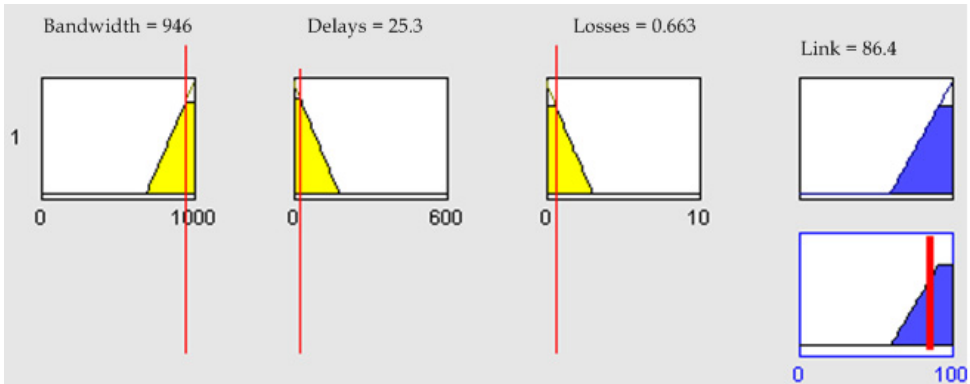 Bandwidth = 946
Delays = 25.3
Losses = 0.663
Link = 86.4
1
0 1000
0 600
0 10
0 100